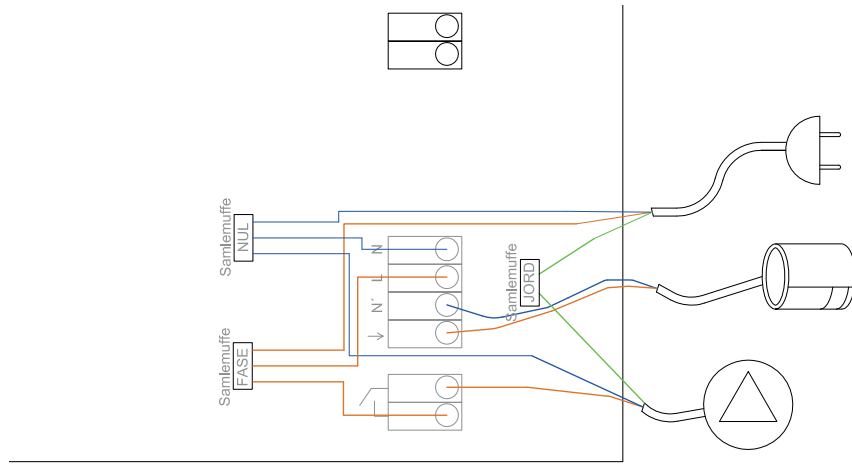 Samlemuffe
NUL
N
L
N´
↓
Samlemuffe
JORD
Samlemuffe
FASE